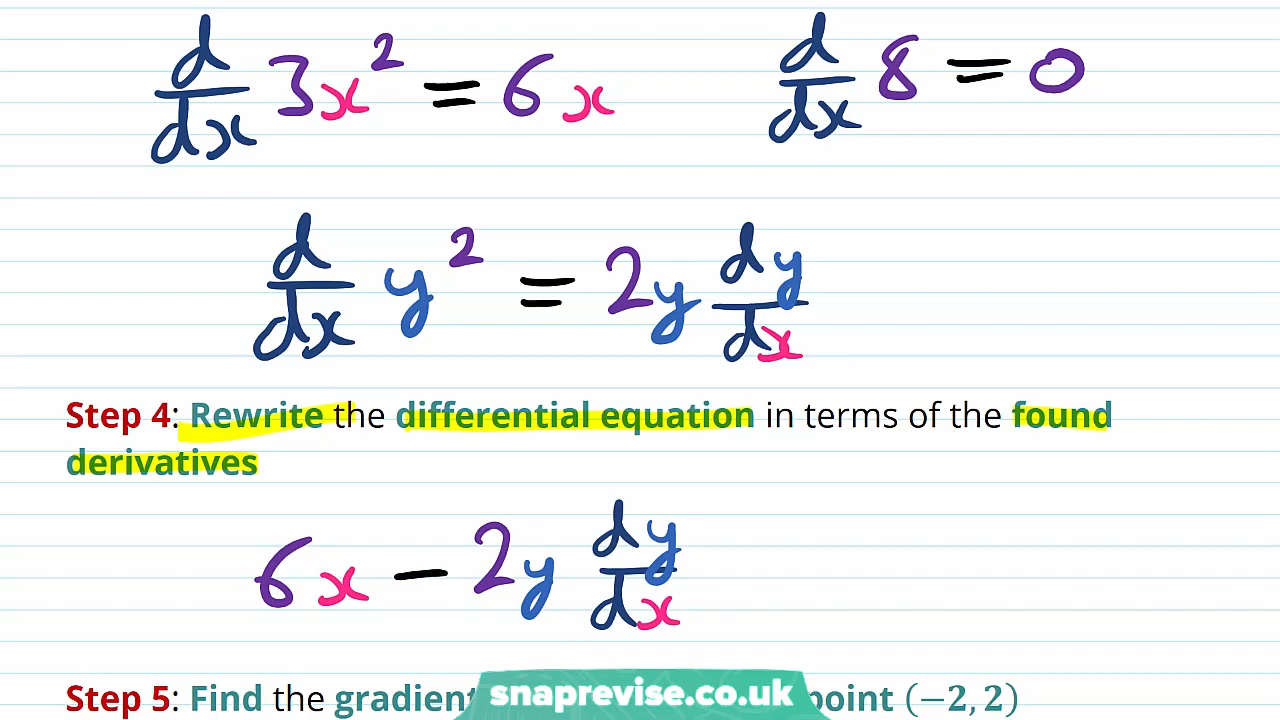 d/dx 3x² = 6x
d/dx 8 = 0
d/dx y² = 2y dy/dx
Step 4: Rewrite the differential equation in terms of the found
derivatives
6x − 2y dy/dx
Step 5: Find the gradient point (−2, 2)
snaprevise.co.uk